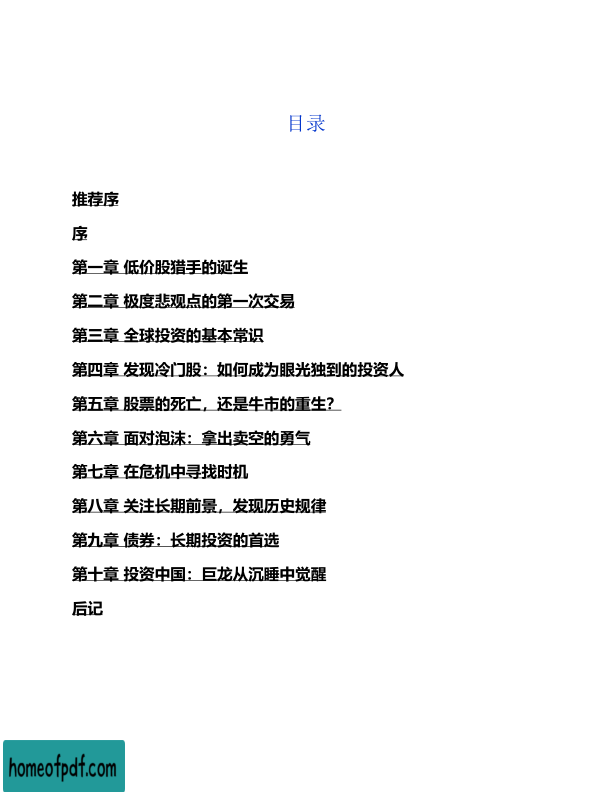 目录
推荐序
序
第一章 低价股猎手的诞生
第二章 极度悲观点的第一次交易
第三章 全球投资的基本常识
第四章 发现冷门股：如何成为眼光独到的投资人
第五章 股票的死亡，还是牛市的重生？
第六章 面对泡沫：拿出卖空的勇气
第七章 在危机中寻找时机
第八章 关注长期前景，发现历史规律
第九章 债券：长期投资的首选
第十章 投资中国：巨龙从沉睡中觉醒
后记
homeofpdf.com